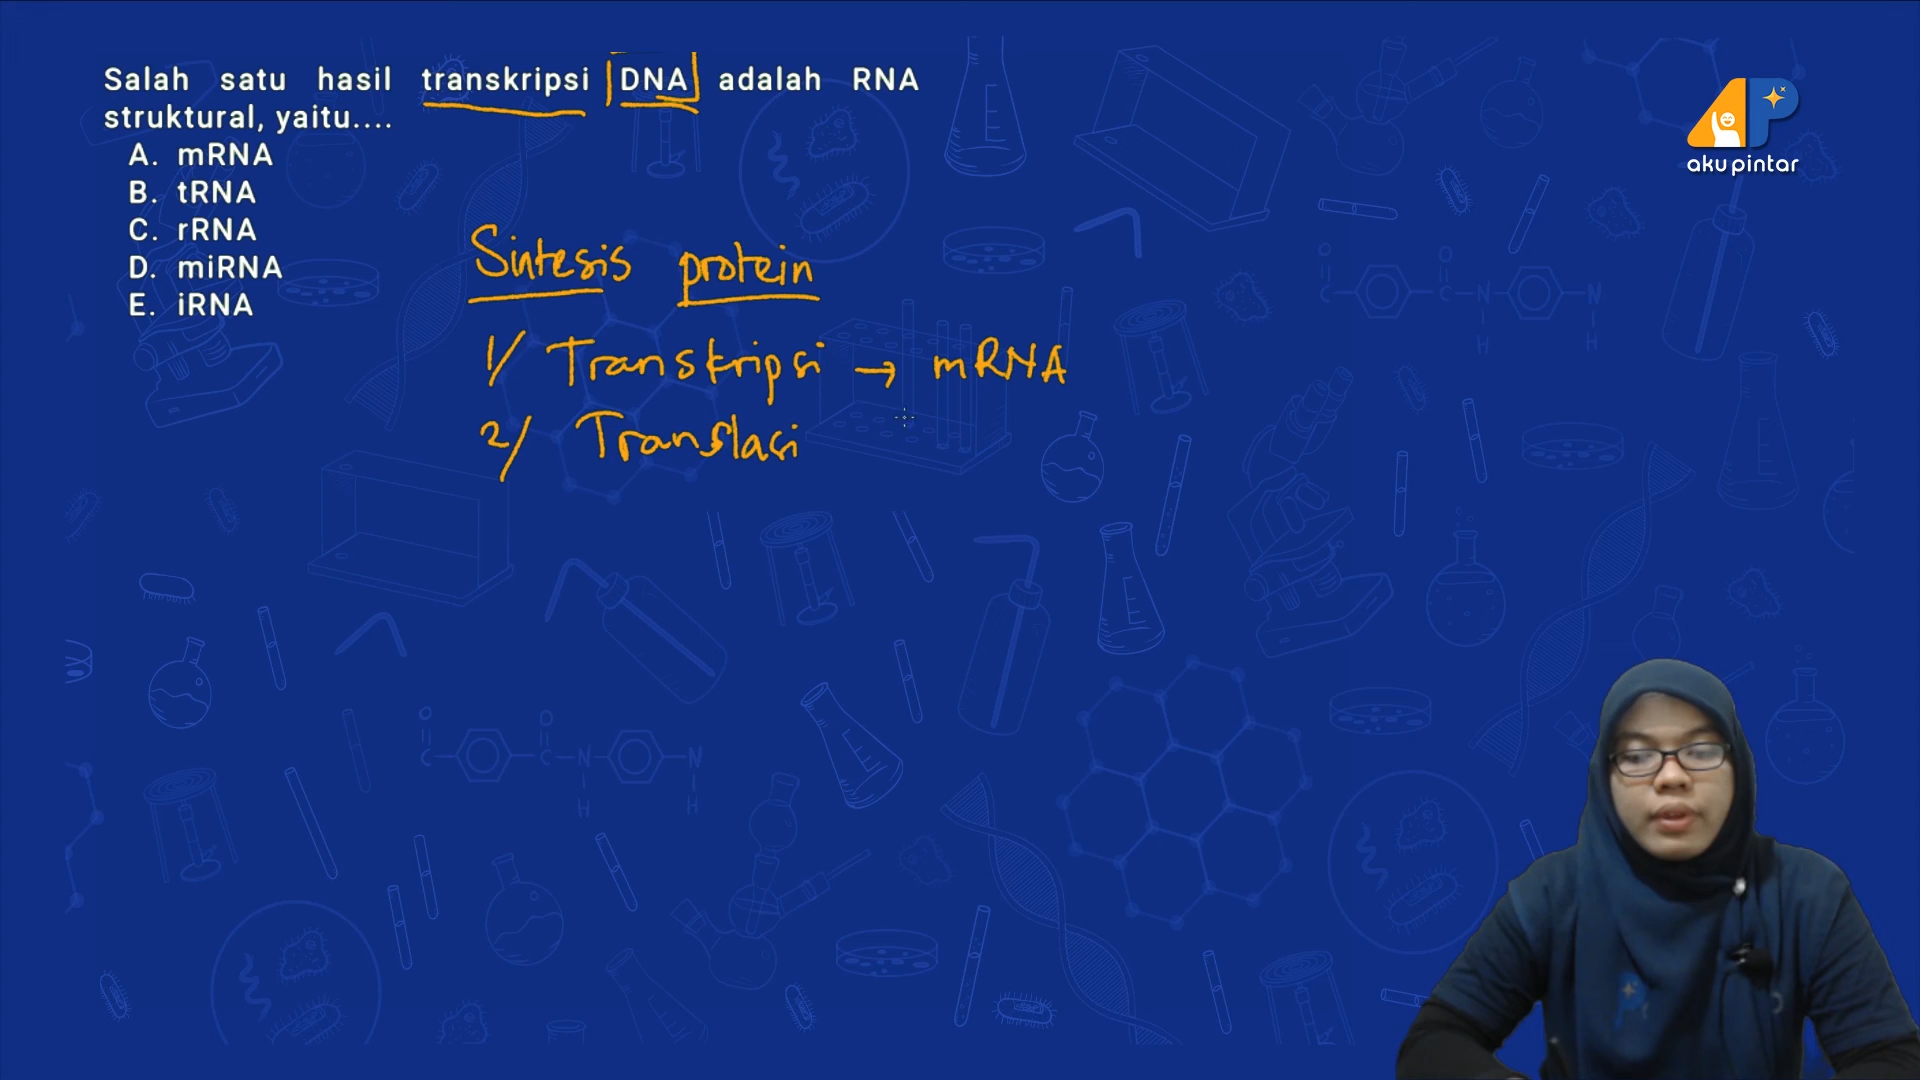 Salah satu hasil transkripsi DNA adalah RNA
struktural, yaitu....
A. mRNA
B. tRNA
C. rRNA
D. miRNA
E. iRNA
Sintesis protein
1/ Transkripsi → mRNA
2/ Translasi
aku pintar